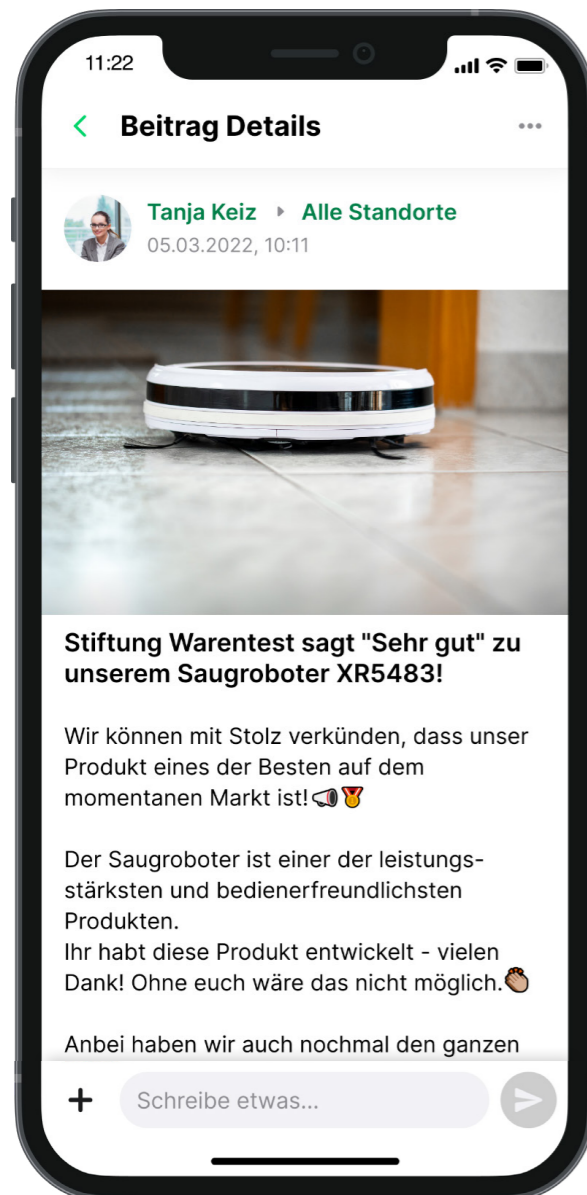 11:22
Beitrag Details
Tanja Keiz ‣ Alle Standorte
05.03.2022, 10:11
Stiftung Warentest sagt "Sehr gut" zu
unserem Saugroboter XR5483!
Wir können mit Stolz verkünden, dass unser
Produkt eines der Besten auf dem
momentanen Markt ist!📣🏅
Der Saugroboter ist einer der leistungs-
stärksten und bedienerfreundlichsten
Produkten.
Ihr habt diese Produkt entwickelt - vielen
Dank! Ohne euch wäre das nicht möglich.👏🏽
Anbei haben wir auch nochmal den ganzen
Schreibe etwas...